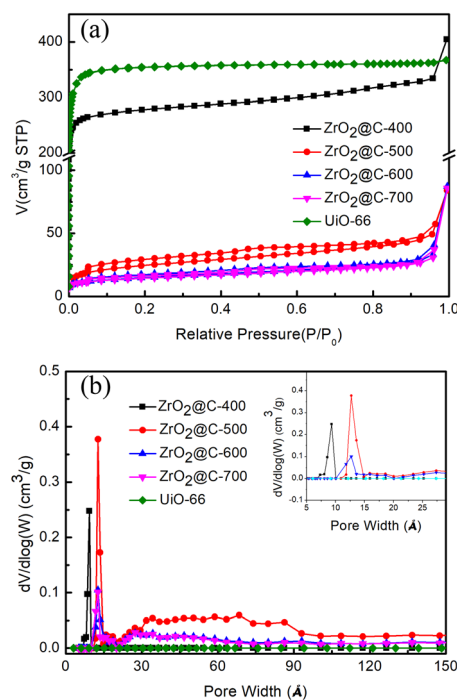 (a)
400
350
300
250
200
100
50
0
V(cm³/g STP)
ZrO₂@C-400
ZrO₂@C-500
ZrO₂@C-600
ZrO₂@C-700
UiO-66
0.0 0.2 0.4 0.6 0.8 1.0
Relative Pressure(P/P₀)
(b)
0.5
0.4
0.3
0.2
0.1
0.0
dV/dlog(W) (cm³/g)
ZrO₂@C-400
ZrO₂@C-500
ZrO₂@C-600
ZrO₂@C-700
UiO-66
0.4
0.3
0.2
0.1
0.0
dV/dlog(W) (cm³/g)
5 10 15 20 25
Pore Width (Å)
0 30 60 90 120 150
Pore Width (Å)